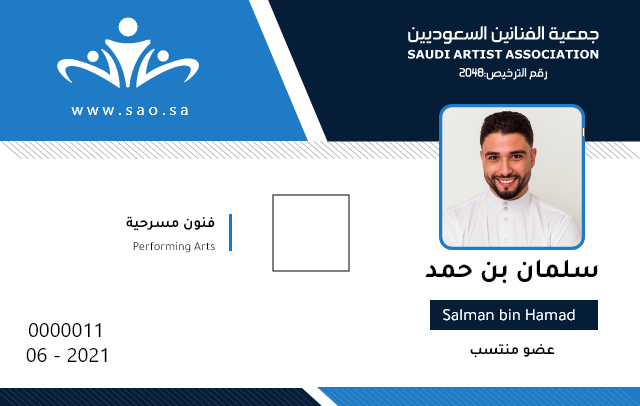 جمعية الفنانين السعوديين
SAUDI ARTIST ASSOCIATION
رقم الترخيص:2048
www.sao.sa
فنون مسرحية
Performing Arts
سلمان بن حمد
Salman bin Hamad
عضو منتسب
0000011
06 - 2021